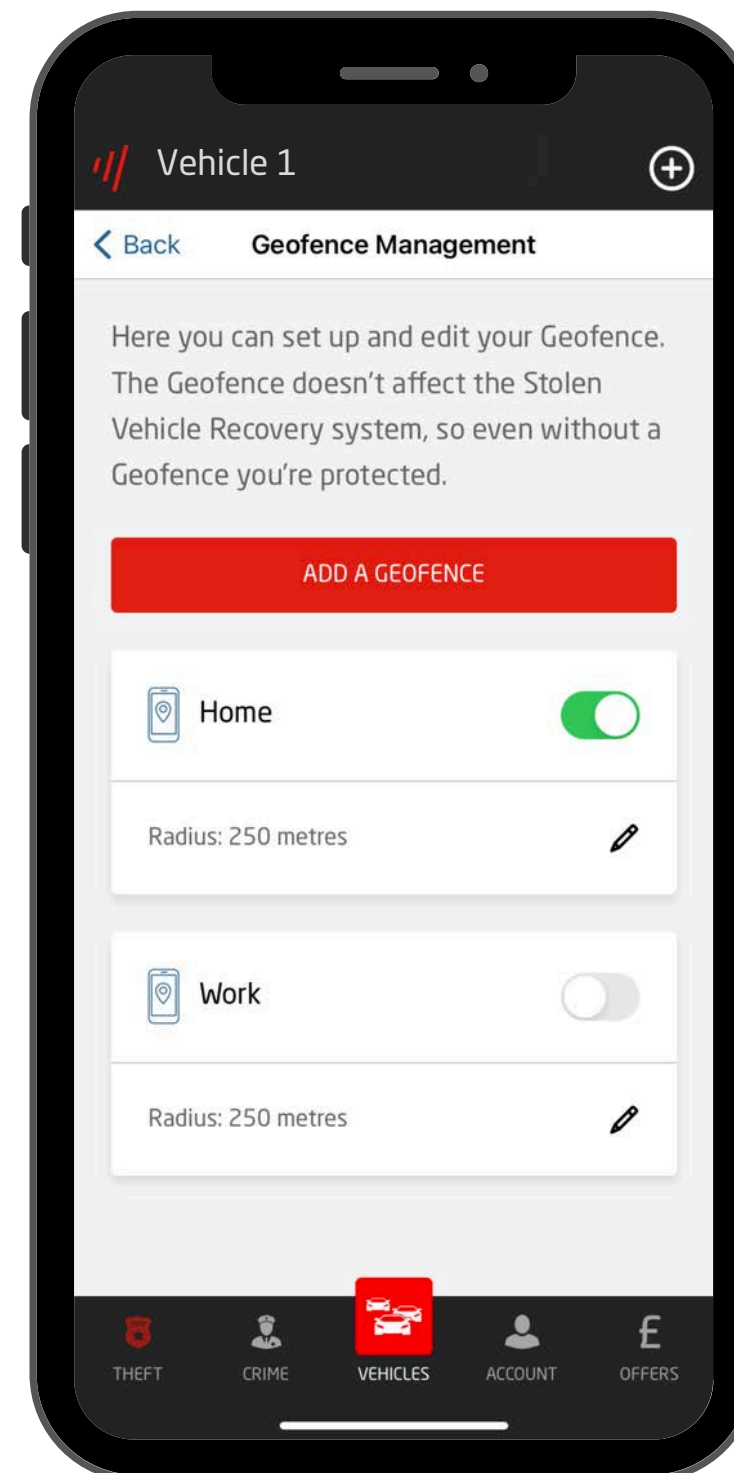 Vehicle 1
Back
Geofence Management
Here you can set up and edit your Geofence.
The Geofence doesn't affect the Stolen
Vehicle Recovery system, so even without a
Geofence you're protected.
ADD A GEOFENCE
Home
Radius: 250 metres
Work
Radius: 250 metres
THEFT
CRIME
VEHICLES
ACCOUNT
£
OFFERS